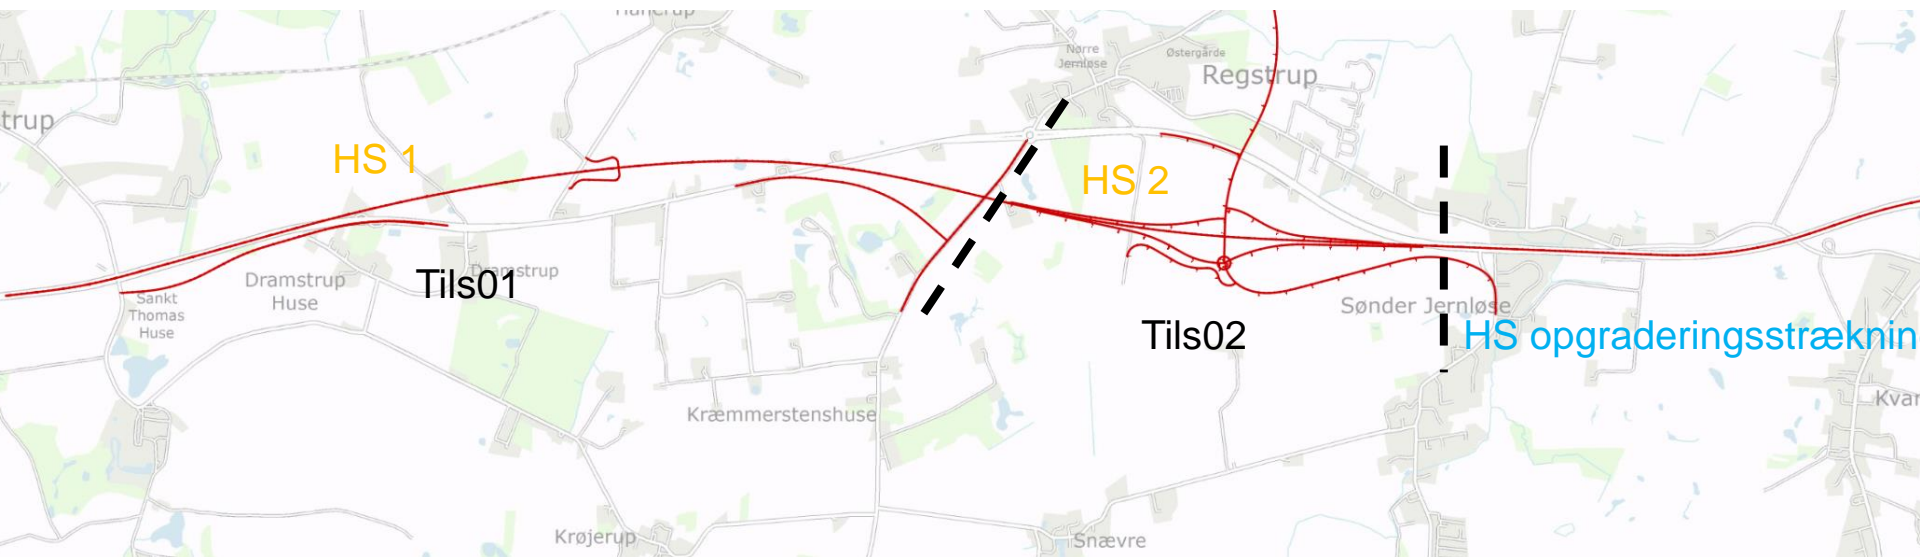 Nørre
Jernløse
Østergårde
Regstrup
trup
HS 1
HS 2
Dramstrup
Huse
Tils01
Dramstrup
Sankt
Thomas
Huse
Sønder Jernløse
Tils02
HS opgraderingsstræknin
Kvar
Kræmmerstenshuse
Krøjerup
Snævre